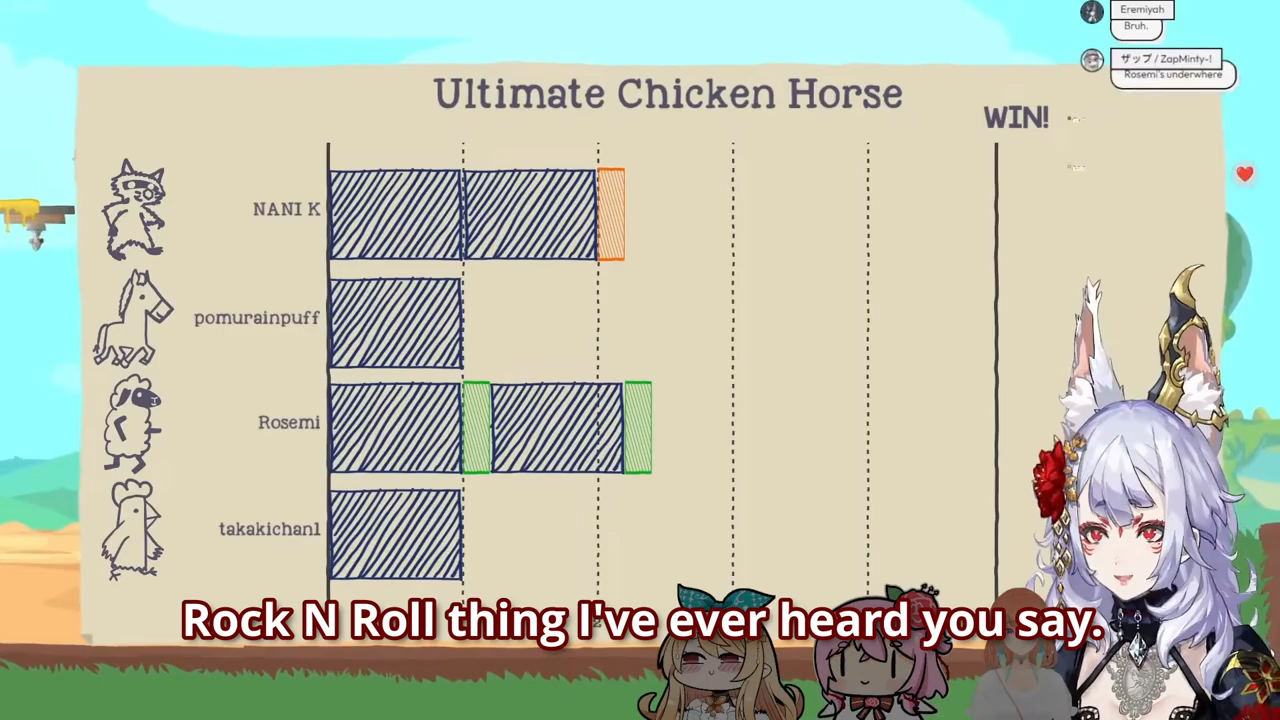 Eremiyah
Bruh.
ザップ / ZapMinty-!
Rosemi's underwhere
Ultimate Chicken Horse
WIN!
NANI K
pomurainpuff
Rosemi
takakichan1
Rock N Roll thing I've ever heard you say.